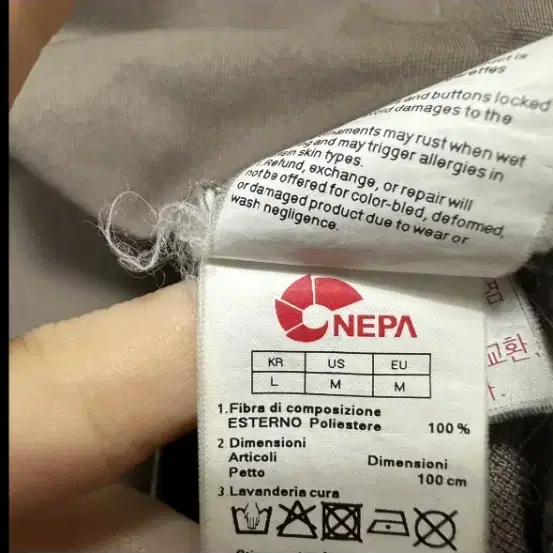 and buttons locked
damages to the
may rust when wet
and may trigger allergies in
skin types.
Refund, exchange, or repair will
not be offered for color-bled, deformed,
or damaged product due to wear or
wash negligence.
NEPA
KR US EU
L M M
1.Fibra di composizione
ESTERNO Poliestere 100 %
2 Dimensioni
Articoli Dimensioni
Petto 100 cm
3.Lavanderia cura
교환,